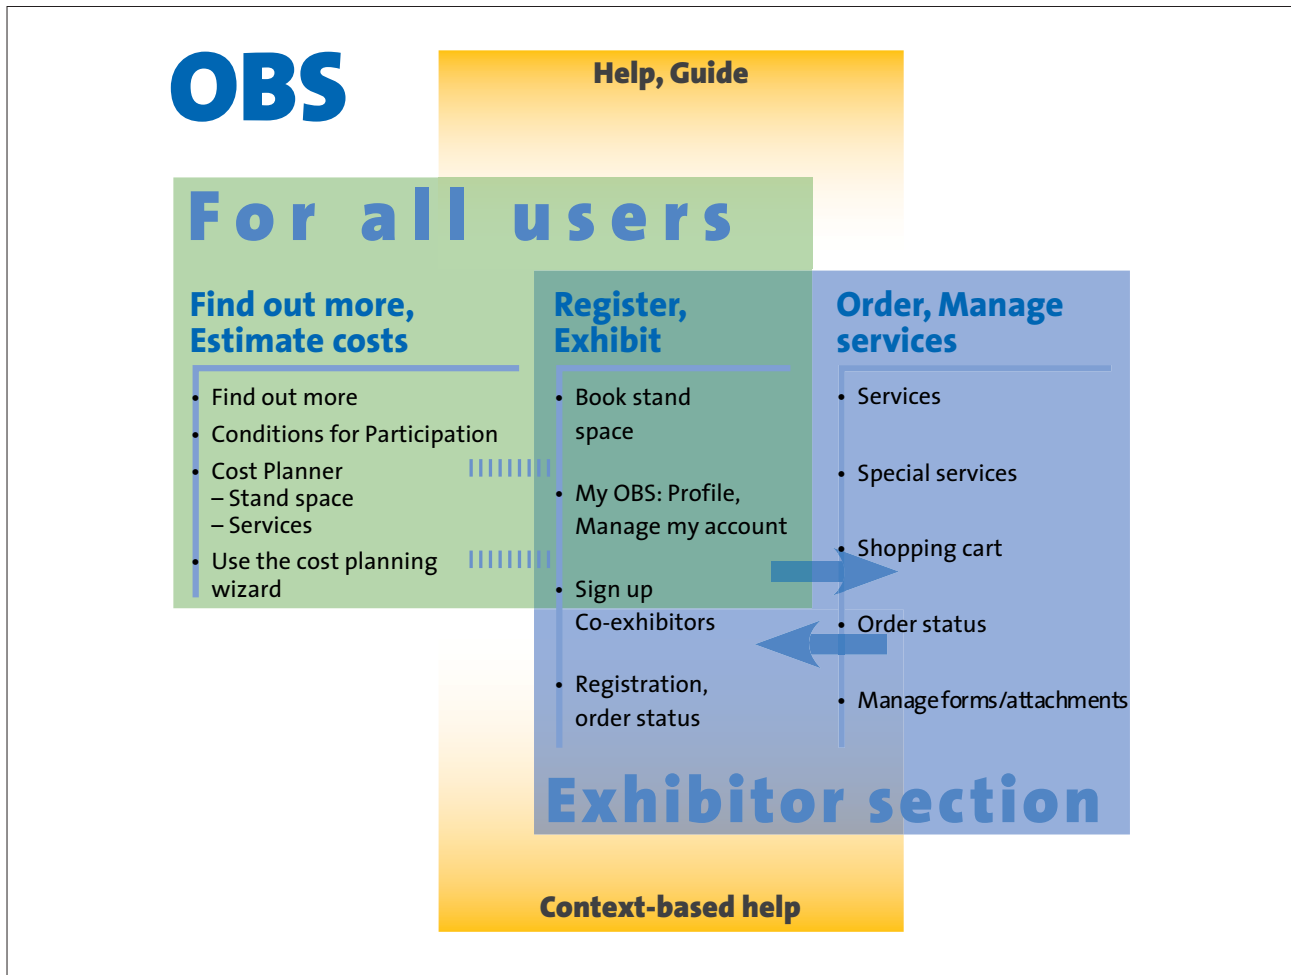 OBS
Help, Guide
For all users
Find out more,
Estimate costs
• Find out more
• Conditions for Participation
• Cost Planner
– Stand space
– Services
• Use the cost planning
wizard
Register,
Exhibit
• Book stand
space
• My OBS: Profile,
Manage my account
• Sign up
Co-exhibitors
• Registration,
order status
Order, Manage
services
• Services
• Special services
• Shopping cart
• Order status
• Manage forms/attachments
Exhibitor section
Context-based help